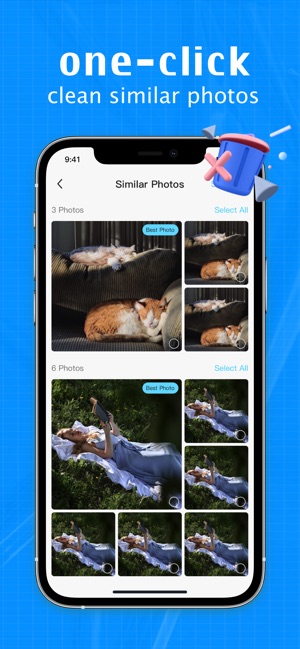 one-click
clean similar photos
9:41
Similar Photos
3 Photos
Select All
Best Photo
6 Photos
Select All
Best Photo